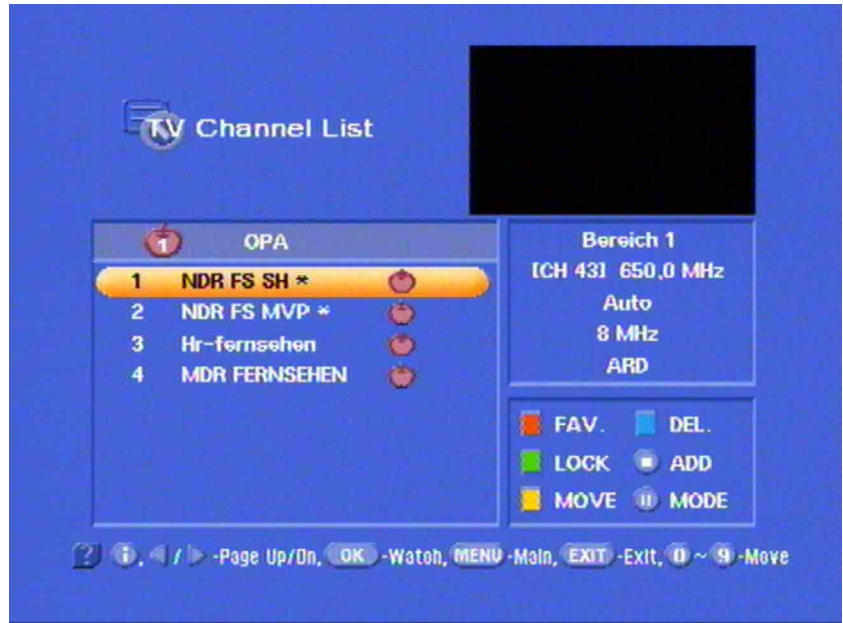 TV Channel List
1 OPA
1 NDR FS SH *
2 NDR FS MVP *
3 Hr-fernsehen
4 MDR FERNSEHEN
Bereich 1
[CH 43] 650,0 MHz
Auto
8 MHz
ARD
FAV. DEL.
LOCK ADD
MOVE MODE
? i, / -Page Up/Dn, OK -Watch, MENU -Main, EXIT -Exit, 0 ~ 9 -Move